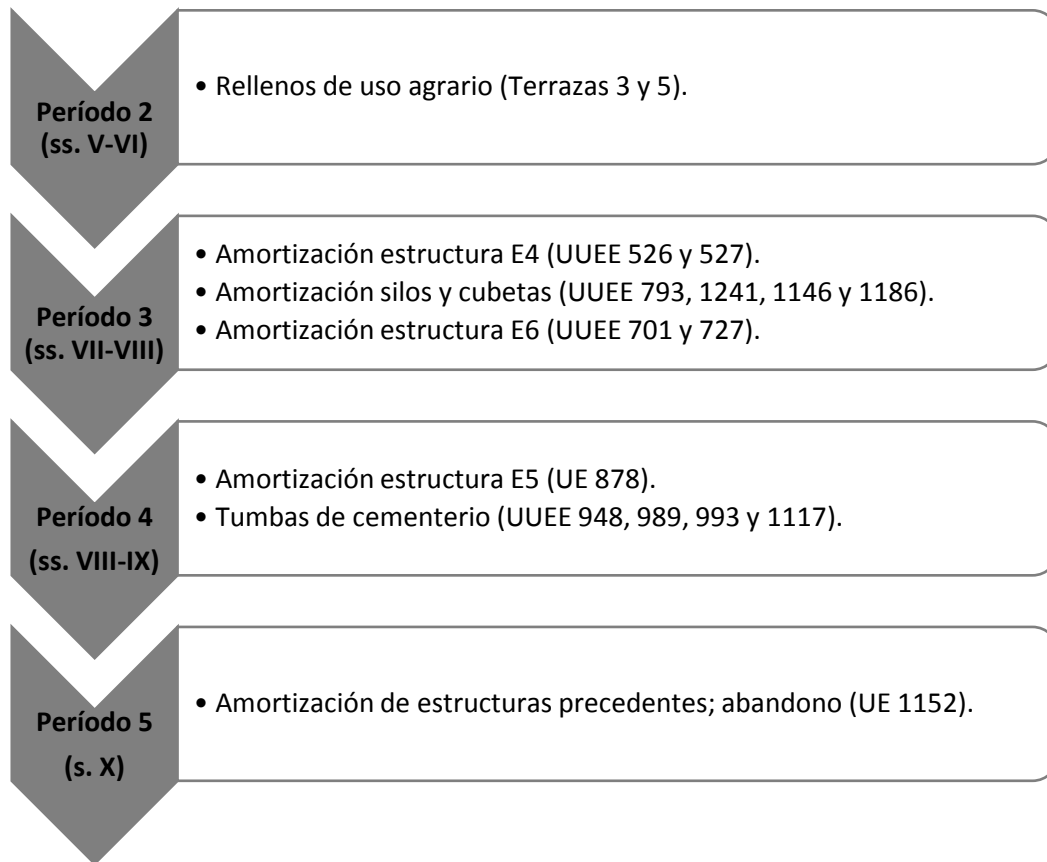 Período 2
(ss. V-VI)
• Rellenos de uso agrario (Terrazas 3 y 5).
Período 3
(ss. VII-VIII)
• Amortización estructura E4 (UUEE 526 y 527).
• Amortización silos y cubetas (UUEE 793, 1241, 1146 y 1186).
• Amortización estructura E6 (UUEE 701 y 727).
Período 4
(ss. VIII-IX)
• Amortización estructura E5 (UE 878).
• Tumbas de cementerio (UUEE 948, 989, 993 y 1117).
Período 5
(s. X)
• Amortización de estructuras precedentes; abandono (UE 1152).